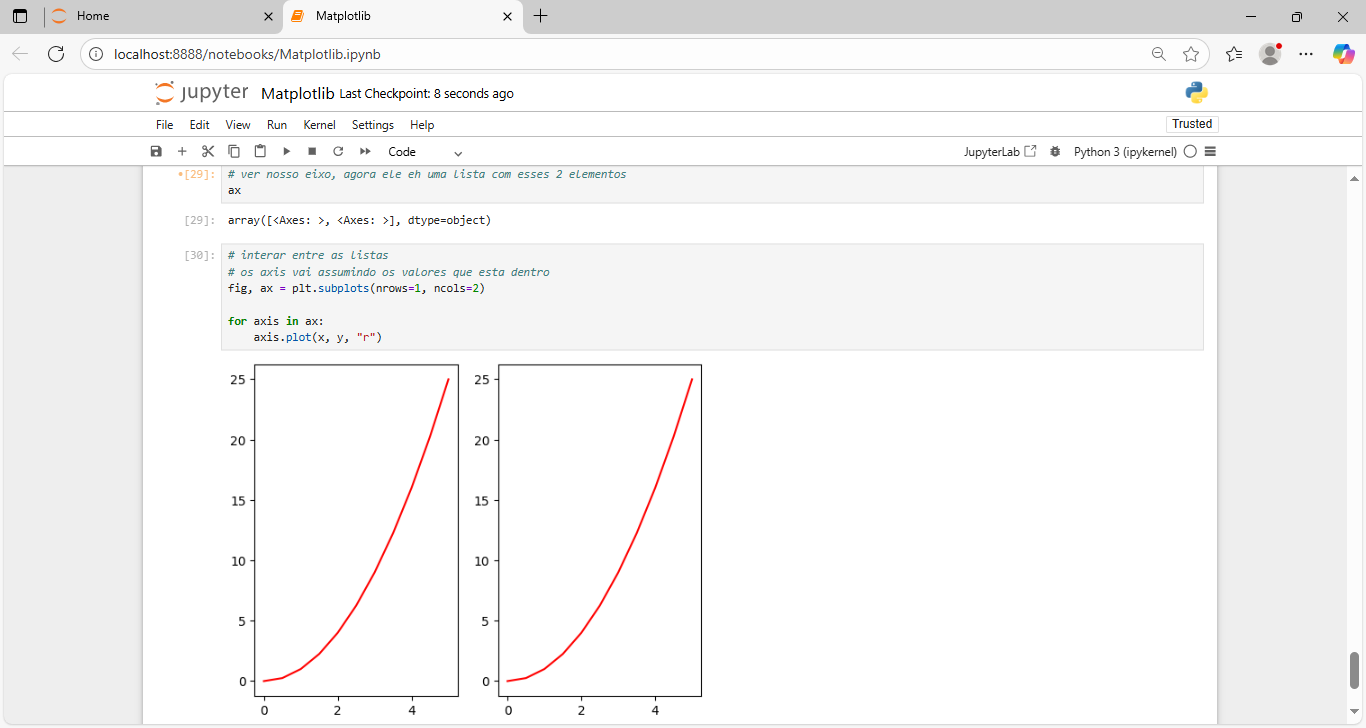 Home
Matplotlib
localhost:8888/notebooks/Matplotlib.ipynb
jupyter Matplotlib Last Checkpoint: 8 seconds ago
File Edit View Run Kernel Settings Help
Trusted
Code
JupyterLab
Python 3 (ipykernel)
[29]: # ver nosso eixo, agora ele eh uma lista com esses 2 elementos
ax
[29]: array([<Axes: >, <Axes: >], dtype=object)
[30]: # interar entre as listas
# os axis vai assumindo os valores que esta dentro
fig, ax = plt.subplots(nrows=1, ncols=2)
for axis in ax:
    axis.plot(x, y, "r")
25 25
20 20
15 15
10 10
5 5
0 0
0 2 4 0 2 4